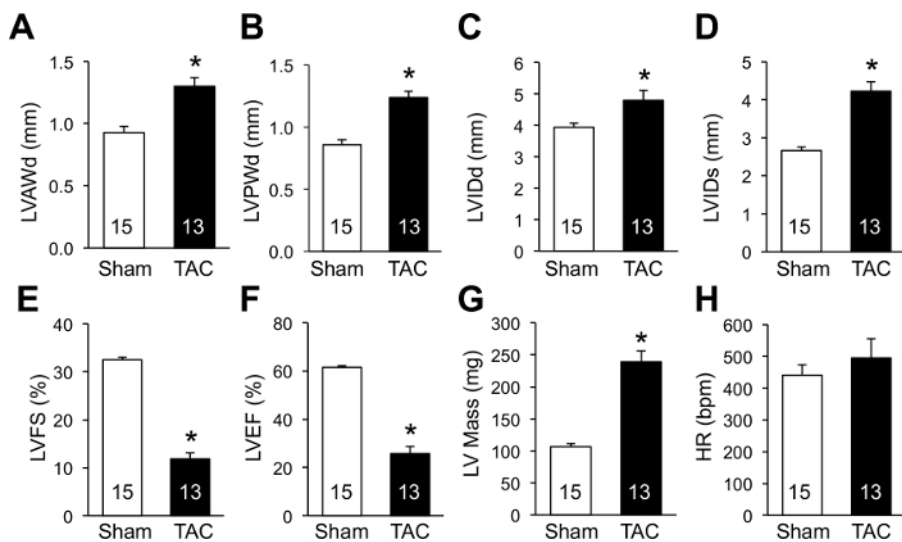 A
LVAWd (mm)
1.5
1.0
0.5
0.0
*
15
13
Sham
TAC
B
LVPWd (mm)
1.5
1.0
0.5
0.0
*
15
13
Sham
TAC
C
LVIDd (mm)
6
5
4
3
2
1
0
*
15
13
Sham
TAC
D
LVIDs (mm)
5
4
3
2
1
0
*
15
13
Sham
TAC
E
LVFS (%)
40
30
20
10
0
*
15
13
Sham
TAC
F
LVEF (%)
80
60
40
20
0
*
15
13
Sham
TAC
G
LV Mass (mg)
300
250
200
150
100
50
0
*
15
13
Sham
TAC
H
HR (bpm)
600
500
400
300
200
100
0
15
13
Sham
TAC